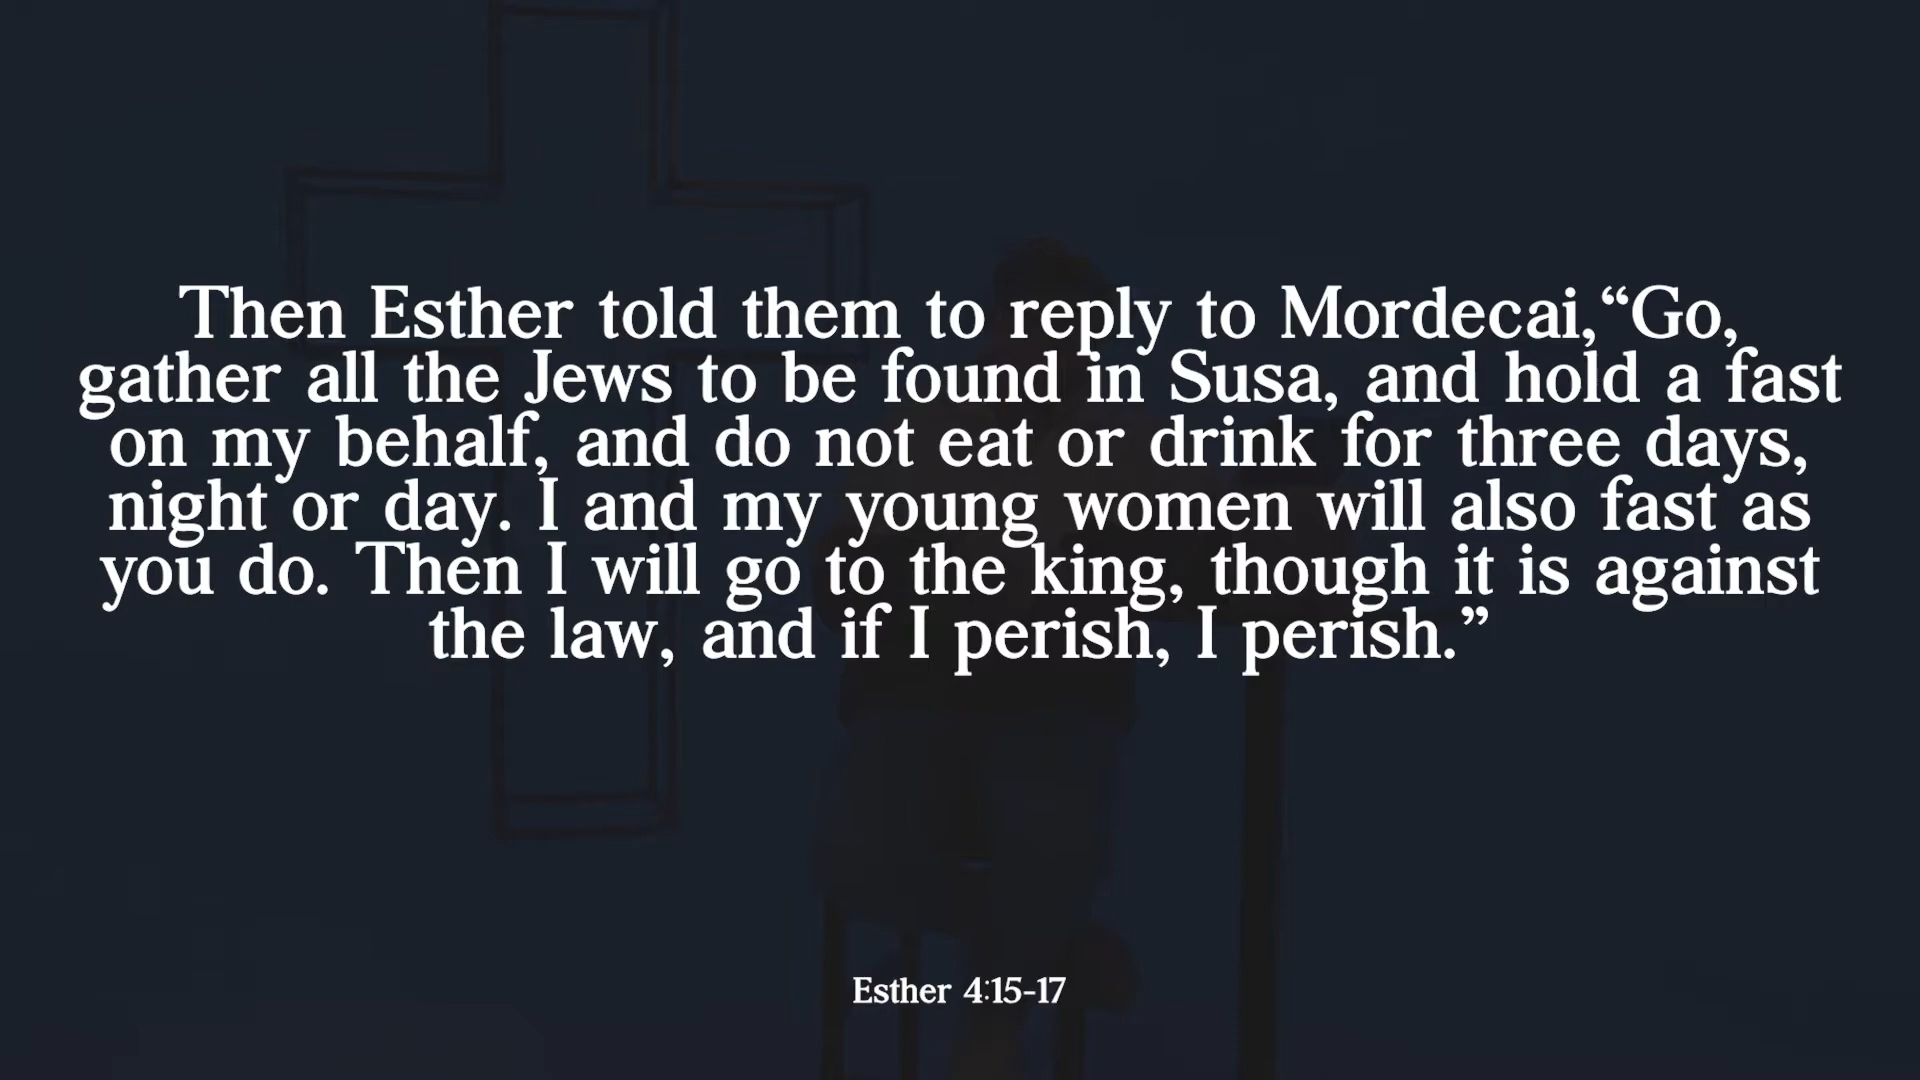 Then Esther told them to reply to Mordecai,“Go,
gather all the Jews to be found in Susa, and hold a fast
on my behalf, and do not eat or drink for three days,
night or day. I and my young women will also fast as
you do. Then I will go to the king, though it is against
the law, and if I perish, I perish.”
Esther 4:15-17